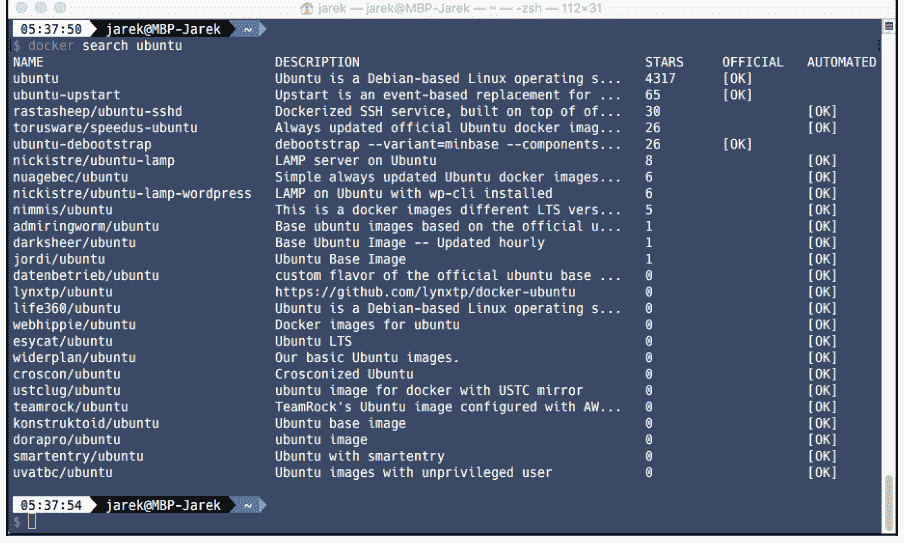 jarek — jarek@MBP-Jarek — ~ — -zsh — 112×31
05:37:50 jarek@MBP-Jarek ~
$ docker search ubuntu
NAME DESCRIPTION STARS OFFICIAL AUTOMATED
ubuntu Ubuntu is a Debian-based Linux operating s... 4317 [OK]
ubuntu-upstart Upstart is an event-based replacement for ... 65 [OK]
rastasheep/ubuntu-sshd Dockerized SSH service, built on top of of... 30 [OK]
torusware/speedus-ubuntu Always updated official Ubuntu docker imag... 26 [OK]
ubuntu-debootstrap debootstrap --variant=minbase --components... 26 [OK]
nickistre/ubuntu-lamp LAMP server on Ubuntu 8 [OK]
nuagebec/ubuntu Simple always updated Ubuntu docker images... 6 [OK]
nickistre/ubuntu-lamp-wordpress LAMP on Ubuntu with wp-cli installed 6 [OK]
nimmis/ubuntu This is a docker images different LTS vers... 5 [OK]
admiringworm/ubuntu Base ubuntu images based on the official u... 1 [OK]
darksheer/ubuntu Base Ubuntu Image -- Updated hourly 1 [OK]
jordi/ubuntu Ubuntu Base Image 1 [OK]
datenbetrieb/ubuntu custom flavor of the official ubuntu base ... 0 [OK]
lynxtp/ubuntu https://github.com/lynxtp/docker-ubuntu 0 [OK]
life360/ubuntu Ubuntu is a Debian-based Linux operating s... 0 [OK]
webhippie/ubuntu Docker images for ubuntu 0 [OK]
esycat/ubuntu Ubuntu LTS 0 [OK]
widerplan/ubuntu Our basic Ubuntu images. 0 [OK]
croscon/ubuntu Crosconized Ubuntu 0 [OK]
ustclug/ubuntu ubuntu image for docker with USTC mirror 0 [OK]
teamrock/ubuntu TeamRock's Ubuntu image configured with AW... 0 [OK]
konstruktoid/ubuntu Ubuntu base image 0 [OK]
dorapro/ubuntu ubuntu image 0 [OK]
smartentry/ubuntu Ubuntu with smartentry 0 [OK]
uvatbc/ubuntu Ubuntu images with unprivileged user 0 [OK]
05:37:54 jarek@MBP-Jarek ~
$